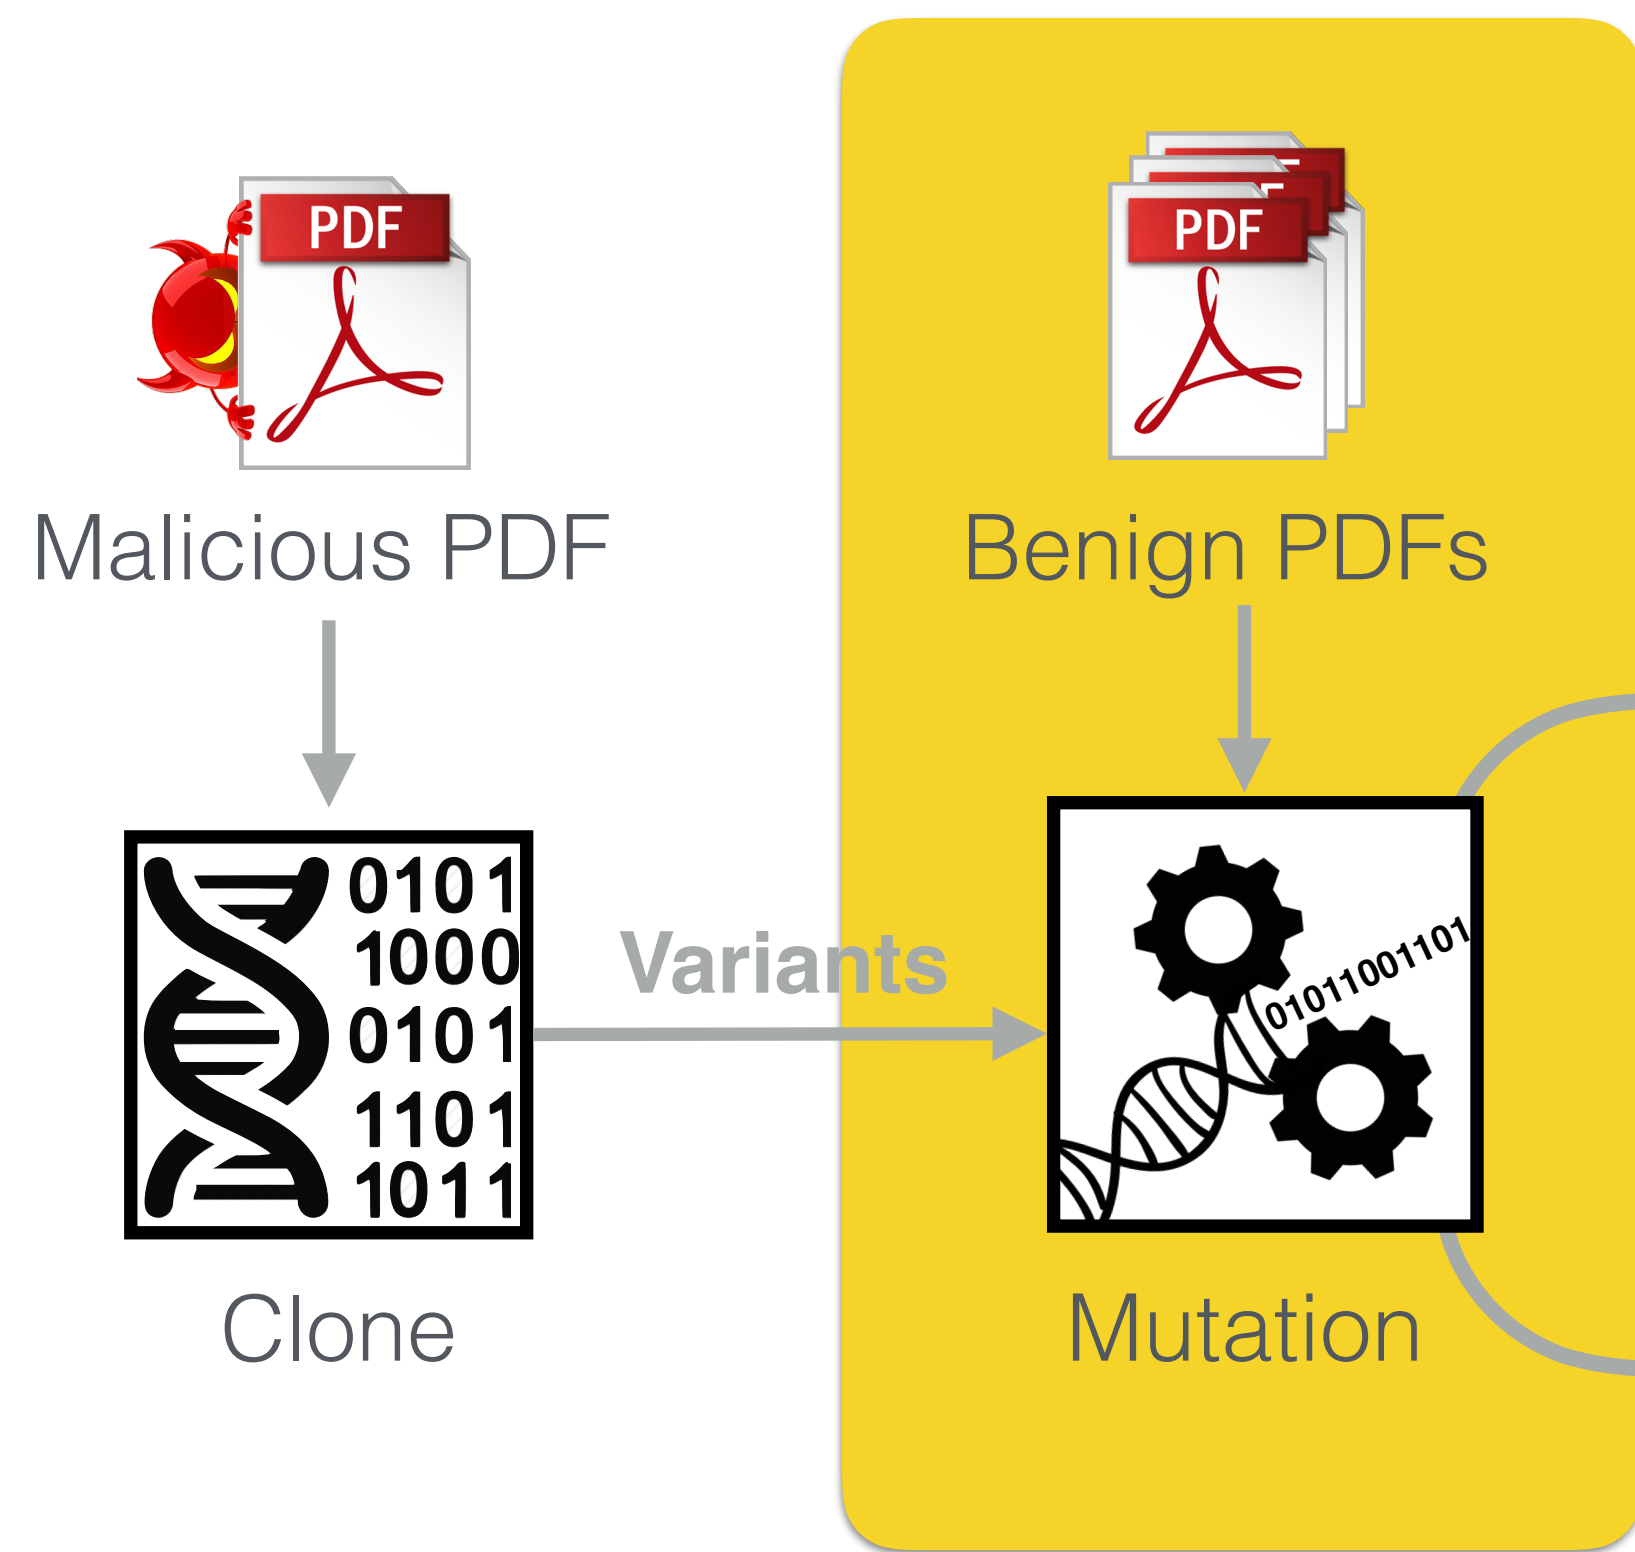 PDF
Malicious PDF
PDF
Benign PDFs
0101
1000
0101
1101
1011
Clone
Variants
01011001101
Mutation